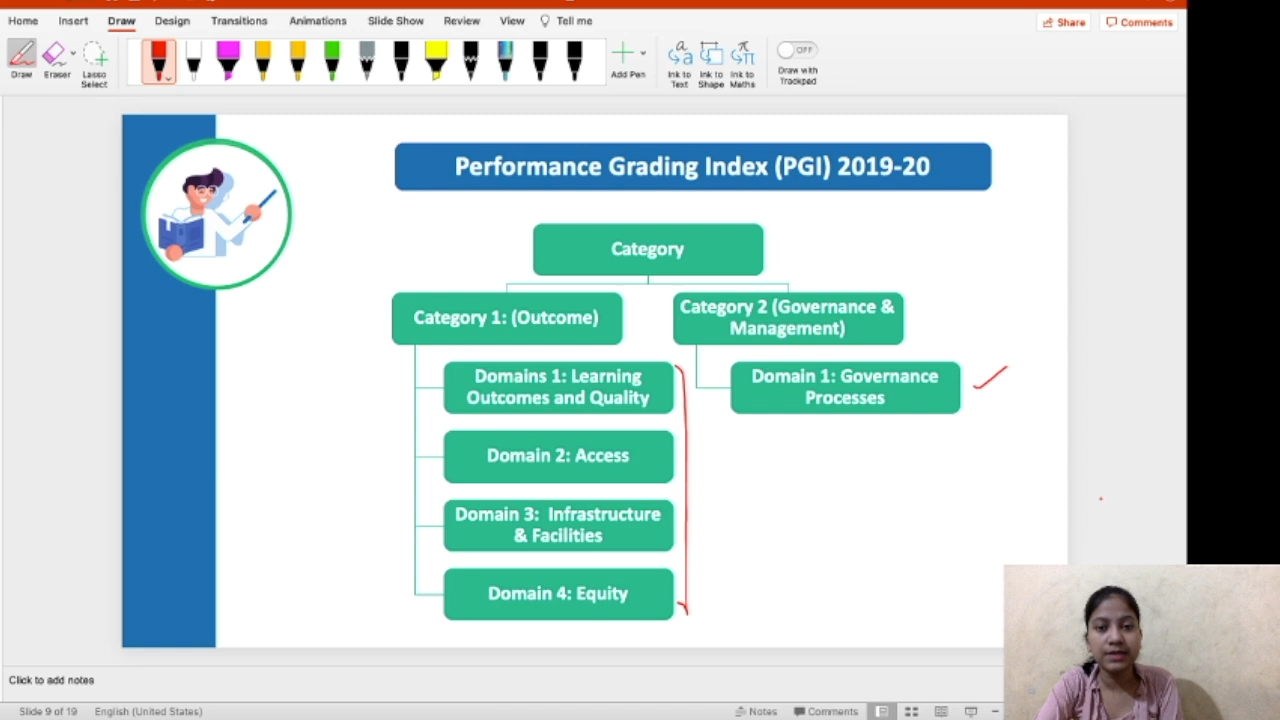 Home Insert Draw Design Transitions Animations Slide Show Review View Tell me
Share Comments
Draw Eraser Lasso Select
Add Pen
Ink to Text
Ink to Shape
Ink to Maths
OFF
Draw with Trackpad
Performance Grading Index (PGI) 2019-20
Category
Category 1: (Outcome)
Category 2 (Governance &
Management)
Domains 1: Learning
Outcomes and Quality
Domain 2: Access
Domain 3: Infrastructure
& Facilities
Domain 4: Equity
Domain 1: Governance
Processes
Click to add notes
Slide 9 of 19 English (United States)
Notes Comments